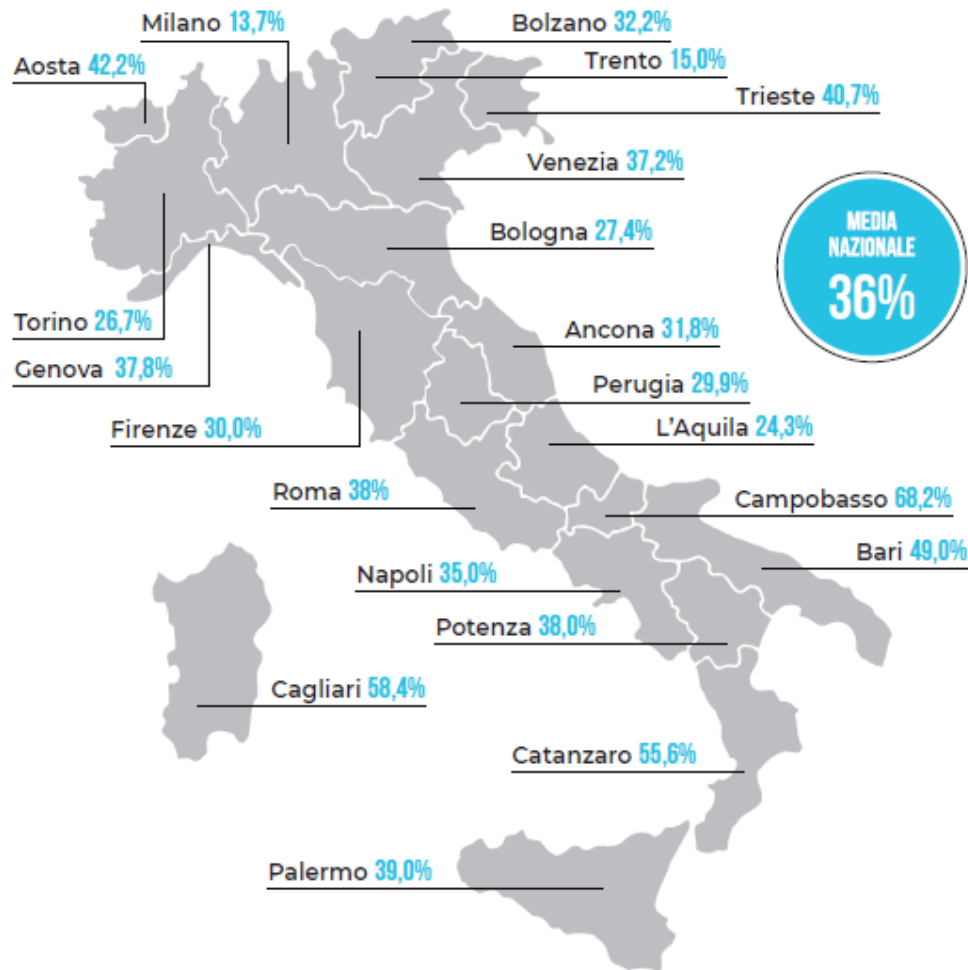 Milano 13,7%
Bolzano 32,2%
Aosta 42,2%
Trento 15,0%
Trieste 40,7%
Venezia 37,2%
Bologna 27,4%
MEDIA
NAZIONALE
36%
Torino 26,7%
Ancona 31,8%
Genova 37,8%
Perugia 29,9%
Firenze 30,0%
L'Aquila 24,3%
Roma 38%
Campobasso 68,2%
Bari 49,0%
Napoli 35,0%
Potenza 38,0%
Cagliari 58,4%
Catanzaro 55,6%
Palermo 39,0%